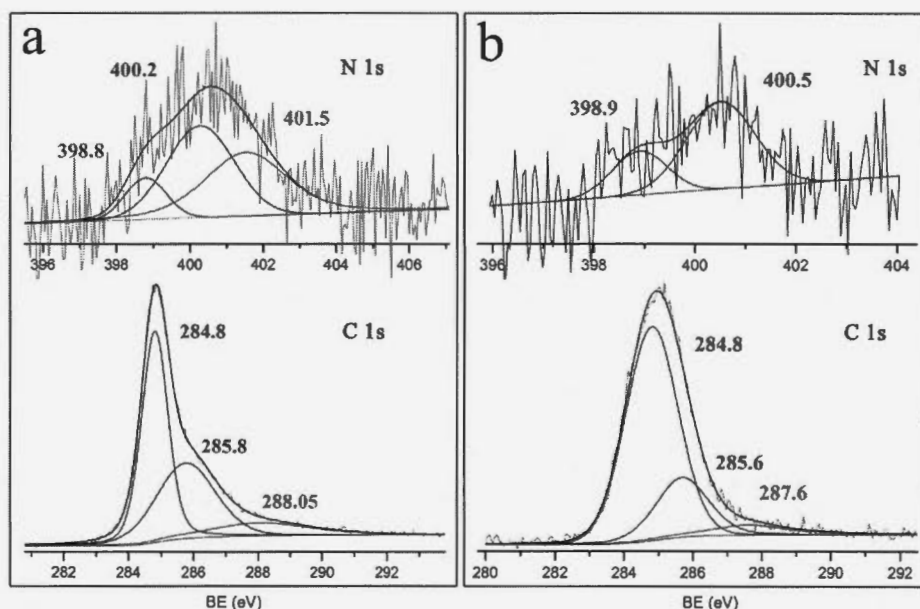 a
N 1s
400.2
401.5
398.8
396 398 400 402 404 406
C 1s
284.8
285.8
288.05
282 284 286 288 290 292
BE (eV)
b
N 1s
400.5
398.9
396 398 400 402 404
C 1s
284.8
285.6
287.6
280 282 284 286 288 290 292
BE (eV)